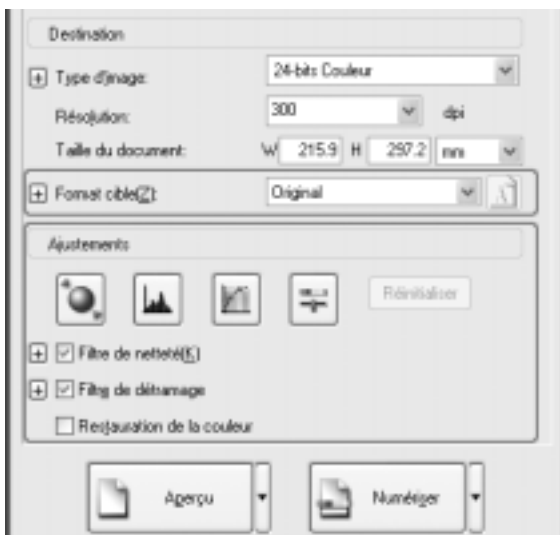 Destination
Type d'image: 24-bits Couleur
Résolution: 300 dpi
Taille du document: W 215.9 H 297.2 mm
Format cible(Z): Original
Ajustements
Réinitialiser
Filtre de netteté(K)
Filtre de détramage
Restauration de la couleur
Aperçu Numériser